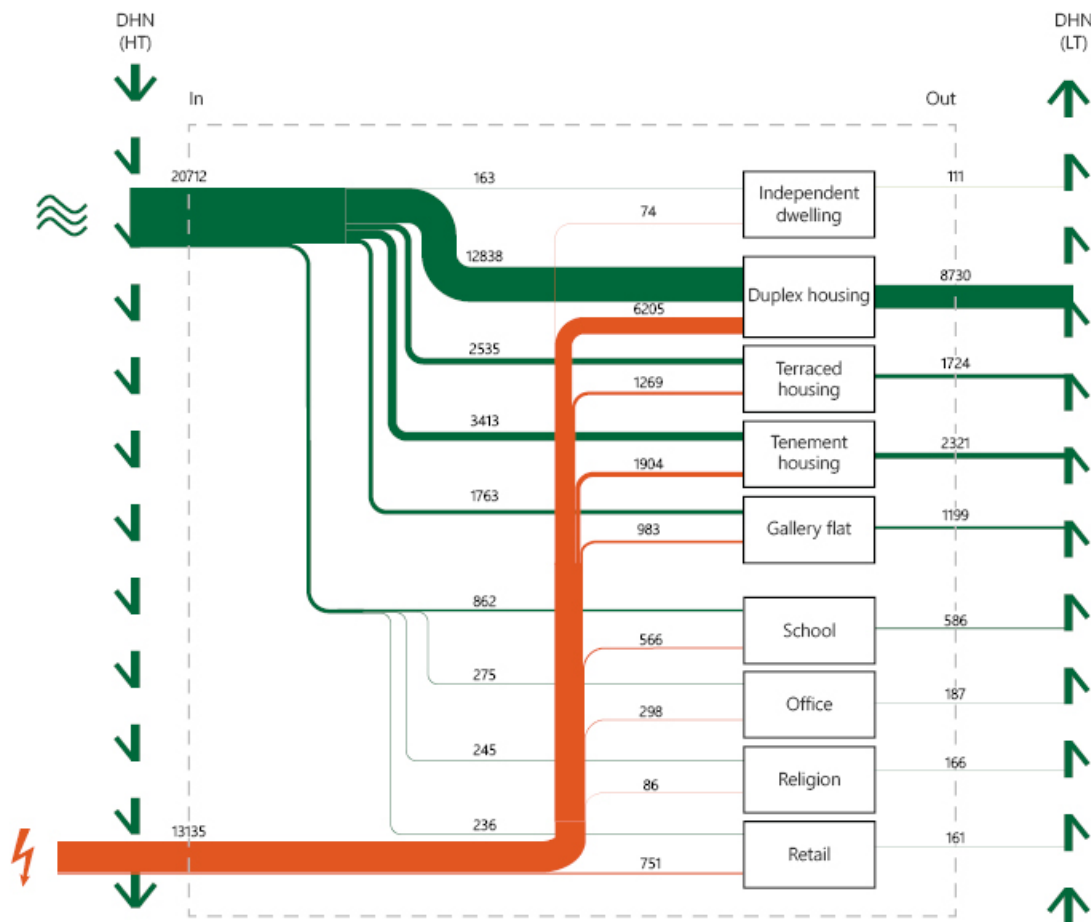 DHN
(HT)
DHN
(LT)
In
Out
20712
163
111
Independent
dwelling
74
12838
8730
Duplex housing
6205
2535
1724
Terraced
housing
1269
3413
2321
Tenement
housing
1904
1763
1199
Gallery flat
983
862
586
School
566
275
187
Office
298
245
166
Religion
86
13135
236
161
Retail
751